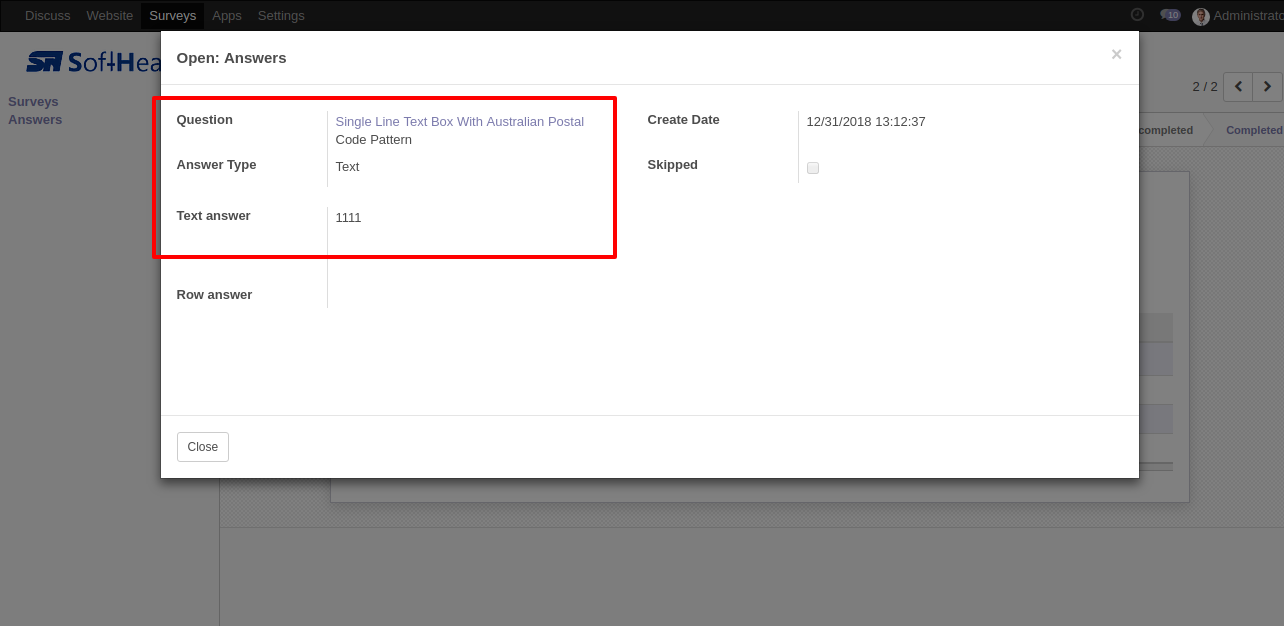 Discuss Website Surveys Apps Settings 10 Administrato
Open: Answers ×
Surveys
Answers
2 / 2
Question Single Line Text Box With Australian Postal
Code Pattern
Create Date 12/31/2018 13:12:37
completed Completed
Answer Type Text
Skipped
Text answer 1111
Row answer
Close